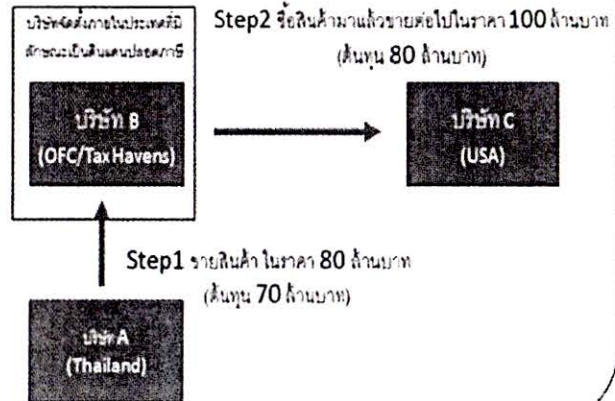 บริษัทจัดตั้งภายในประเทศที่มี
ลักษณะเป็นดินแดนปลอดภาษี
Step2 ซื้อสินค้ามาแล้วขายต่อไปในราคา 100 ล้านบาท
(ต้นทุน 80 ล้านบาท)
บริษัท B
(OFC/Tax Havens)
บริษัท C
(USA)
Step1 ขายสินค้า ในราคา 80 ล้านบาท
(ต้นทุน 70 ล้านบาท)
บริษัท A
(Thailand)